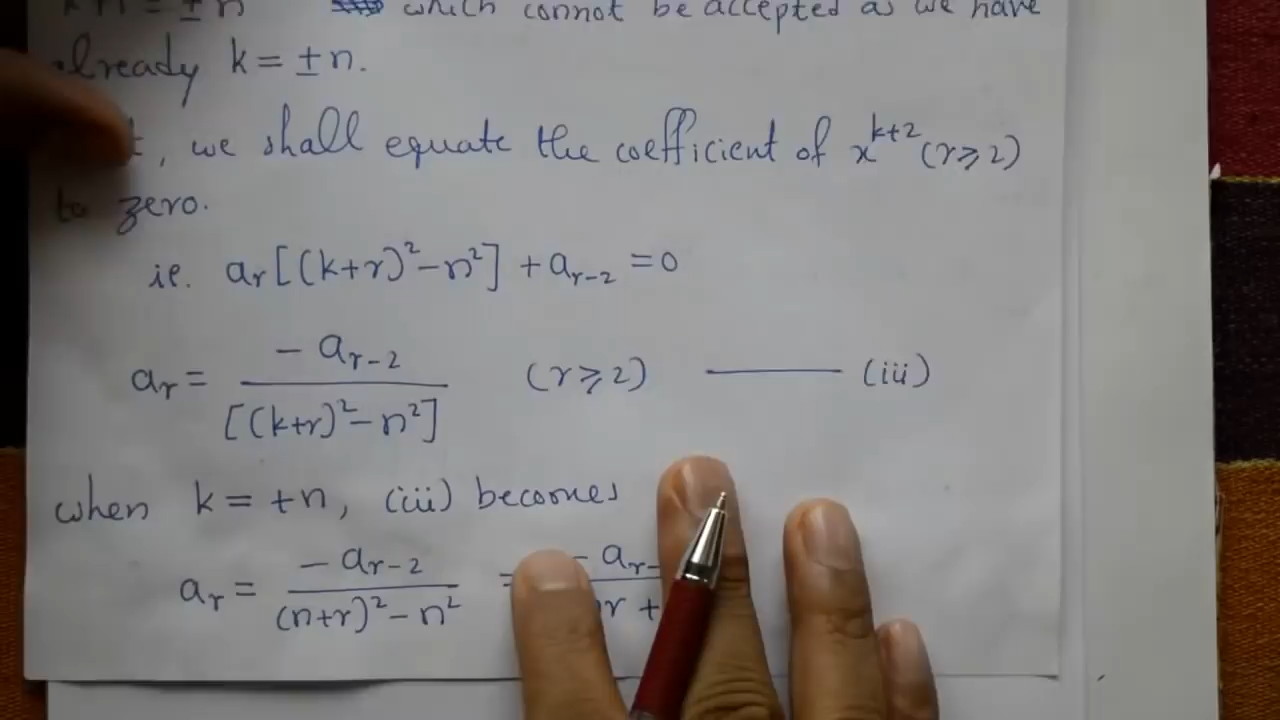 = ± n which cannot be accepted as we have
already k = ± n.
, we shall equate the coefficient of x^{k+2} (r ≥ 2)
to zero.
ie. a_r [(k+r)² - n²] + a_{r-2} = 0
a_r = - a_{r-2} / [(k+r)² - n²] (r ≥ 2) ——— (iii)
when k = +n, (iii) becomes
a_r = - a_{r-2} / (n+r)² - n² = - a_{r-